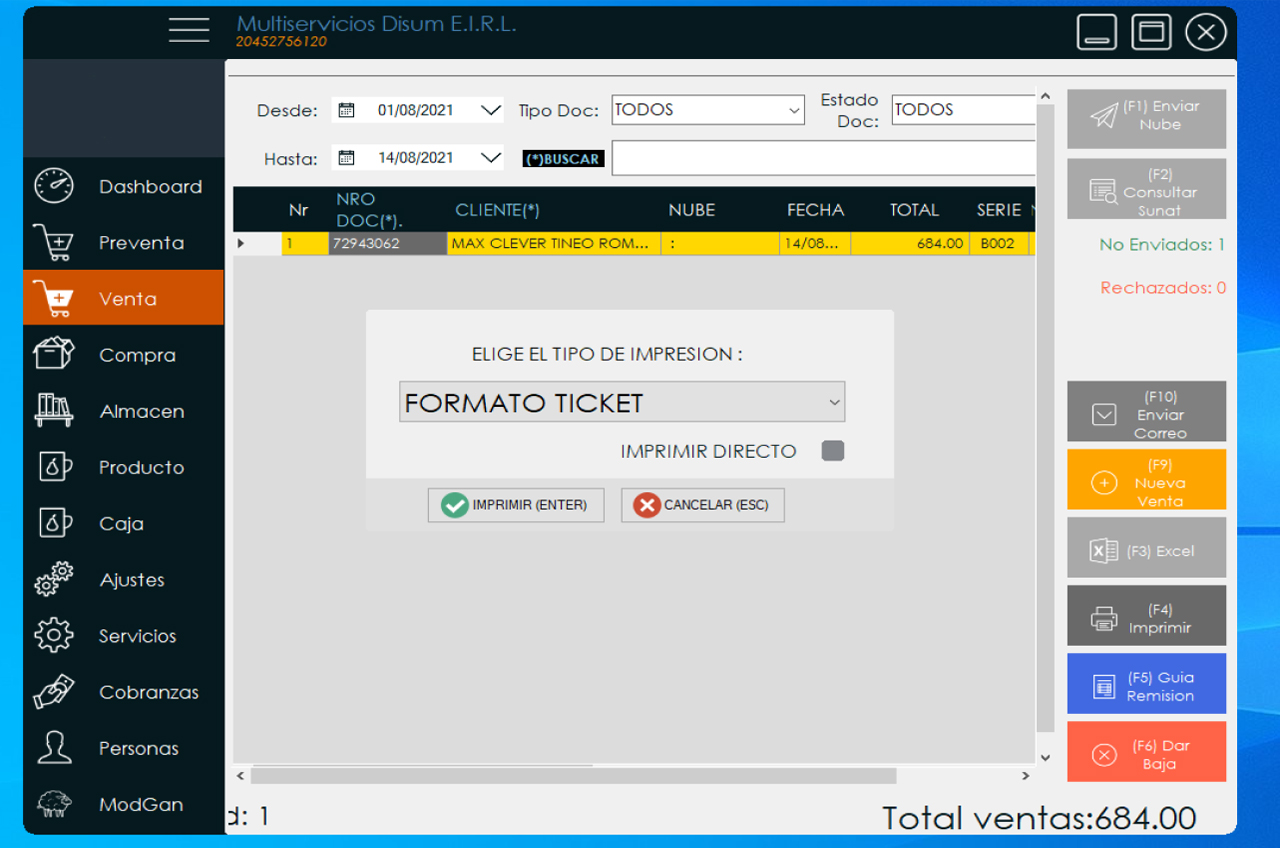 Multiservicios Disum E.I.R.L.
20452756120
Desde: 01/08/2021 Tipo Doc: TODOS Estado Doc: TODOS
Hasta: 14/08/2021 (*)BUSCAR
Nr NRO DOC(*). CLIENTE(*) NUBE FECHA TOTAL SERIE
1 72943062 MAX CLEVER TINEO ROM... : 14/08... 684.00 B002
ELIGE EL TIPO DE IMPRESION :
FORMATO TICKET
IMPRIMIR DIRECTO
IMPRIMIR (ENTER) CANCELAR (ESC)
Dashboard
Preventa
Venta
Compra
Almacen
Producto
Caja
Ajustes
Servicios
Cobranzas
Personas
ModGan
(F1) Enviar
Nube
(F2)
Consultar
Sunat
No Enviados: 1
Rechazados: 0
(F10)
Enviar
Correo
(F9)
Nueva
Venta
(F3) Excel
(F4)
Imprimir
(F5) Guia
Remision
(F6) Dar
Baja
d: 1
Total ventas:684.00